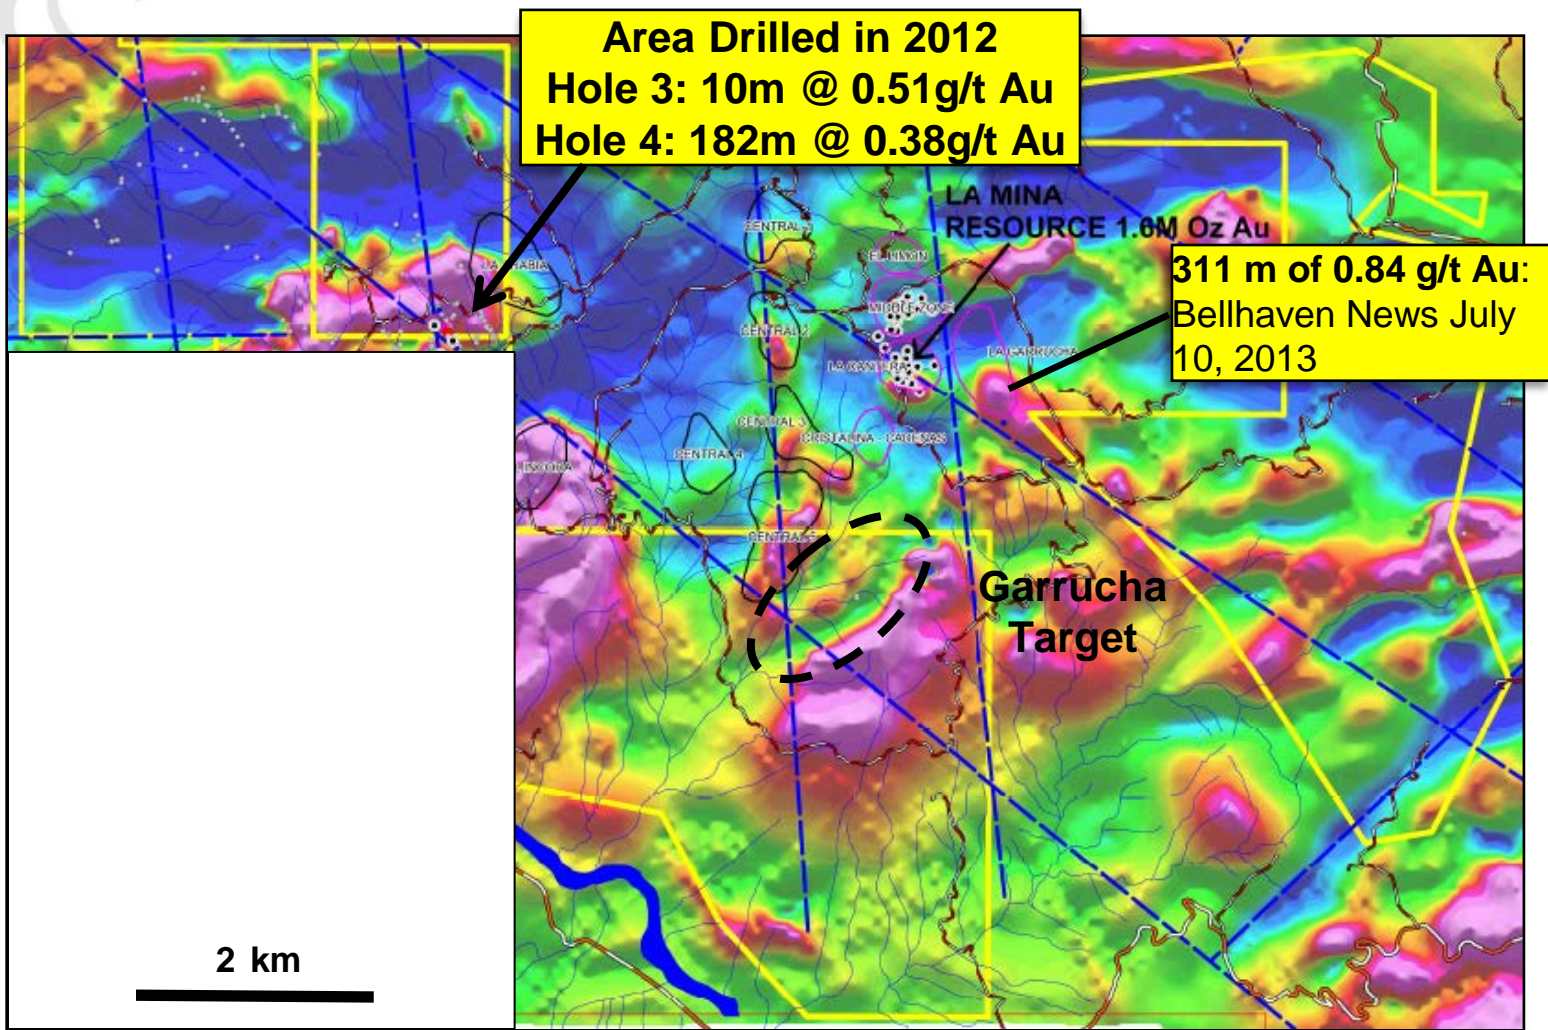 Area Drilled in 2012
Hole 3: 10m @ 0.51g/t Au
Hole 4: 182m @ 0.38g/t Au
LA MINA
RESOURCE 1.6M Oz Au
311 m of 0.84 g/t Au:
Bellhaven News July
10, 2013
CENTRAL 1
EL LIMON
MIDDLE ZONE
CENTRAL 2
LA GARRUCHA
LA CANTERA
CENTRAL 3
CRISTALINA - CADENAS
CENTRAL 4
CENTRAL 5
Garrucha
Target
2 km